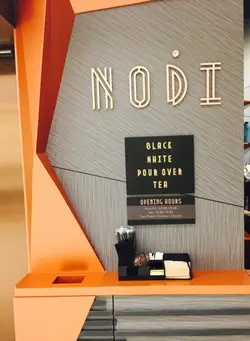 NODI
BLACK
WHITE
POUR OVER
TEA
OPENING HOURS